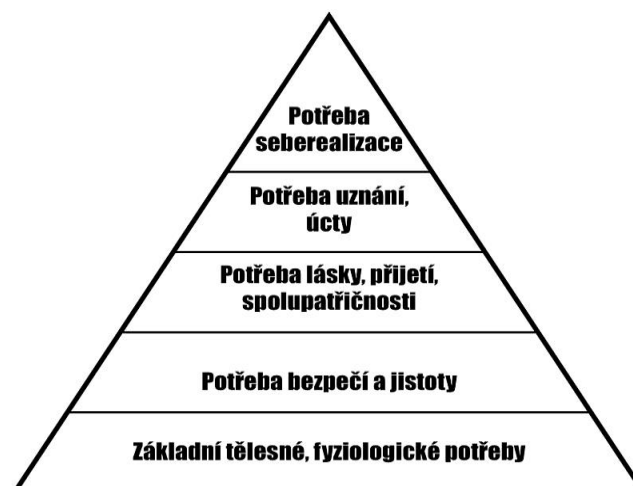 Potřeba
seberealizace
Potřeba uznání,
úcty
Potřeba lásky, přijetí,
spolupatřičnosti
Potřeba bezpečí a jistoty
Základní tělesné, fyziologické potřeby